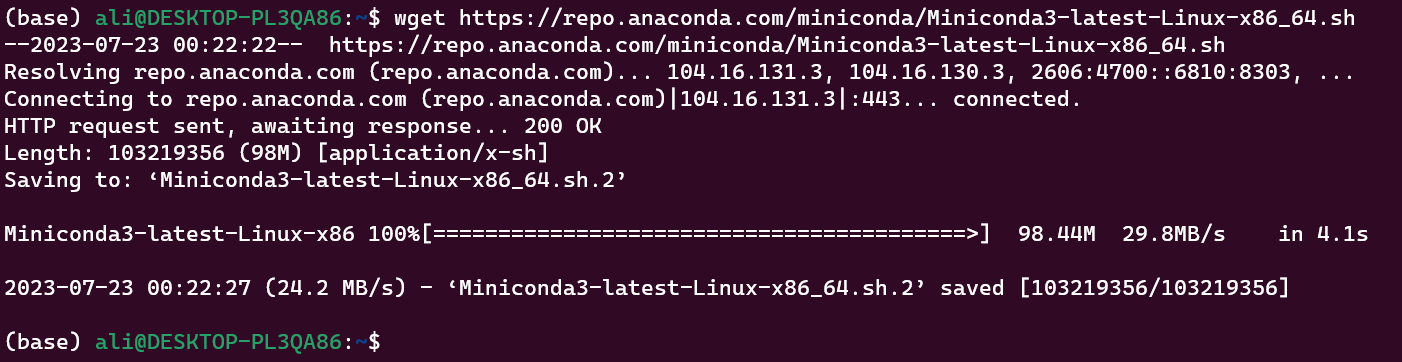 (base) ali@DESKTOP-PL3QA86:~$ wget https://repo.anaconda.com/miniconda/Miniconda3-latest-Linux-x86_64.sh
--2023-07-23 00:22:22--  https://repo.anaconda.com/miniconda/Miniconda3-latest-Linux-x86_64.sh
Resolving repo.anaconda.com (repo.anaconda.com)... 104.16.131.3, 104.16.130.3, 2606:4700::6810:8303, ...
Connecting to repo.anaconda.com (repo.anaconda.com)|104.16.131.3|:443... connected.
HTTP request sent, awaiting response... 200 OK
Length: 103219356 (98M) [application/x-sh]
Saving to: ‘Miniconda3-latest-Linux-x86_64.sh.2’
Miniconda3-latest-Linux-x86 100%[=========================================>]  98.44M  29.8MB/s    in 4.1s
2023-07-23 00:22:27 (24.2 MB/s) - ‘Miniconda3-latest-Linux-x86_64.sh.2’ saved [103219356/103219356]
(base) ali@DESKTOP-PL3QA86:~$